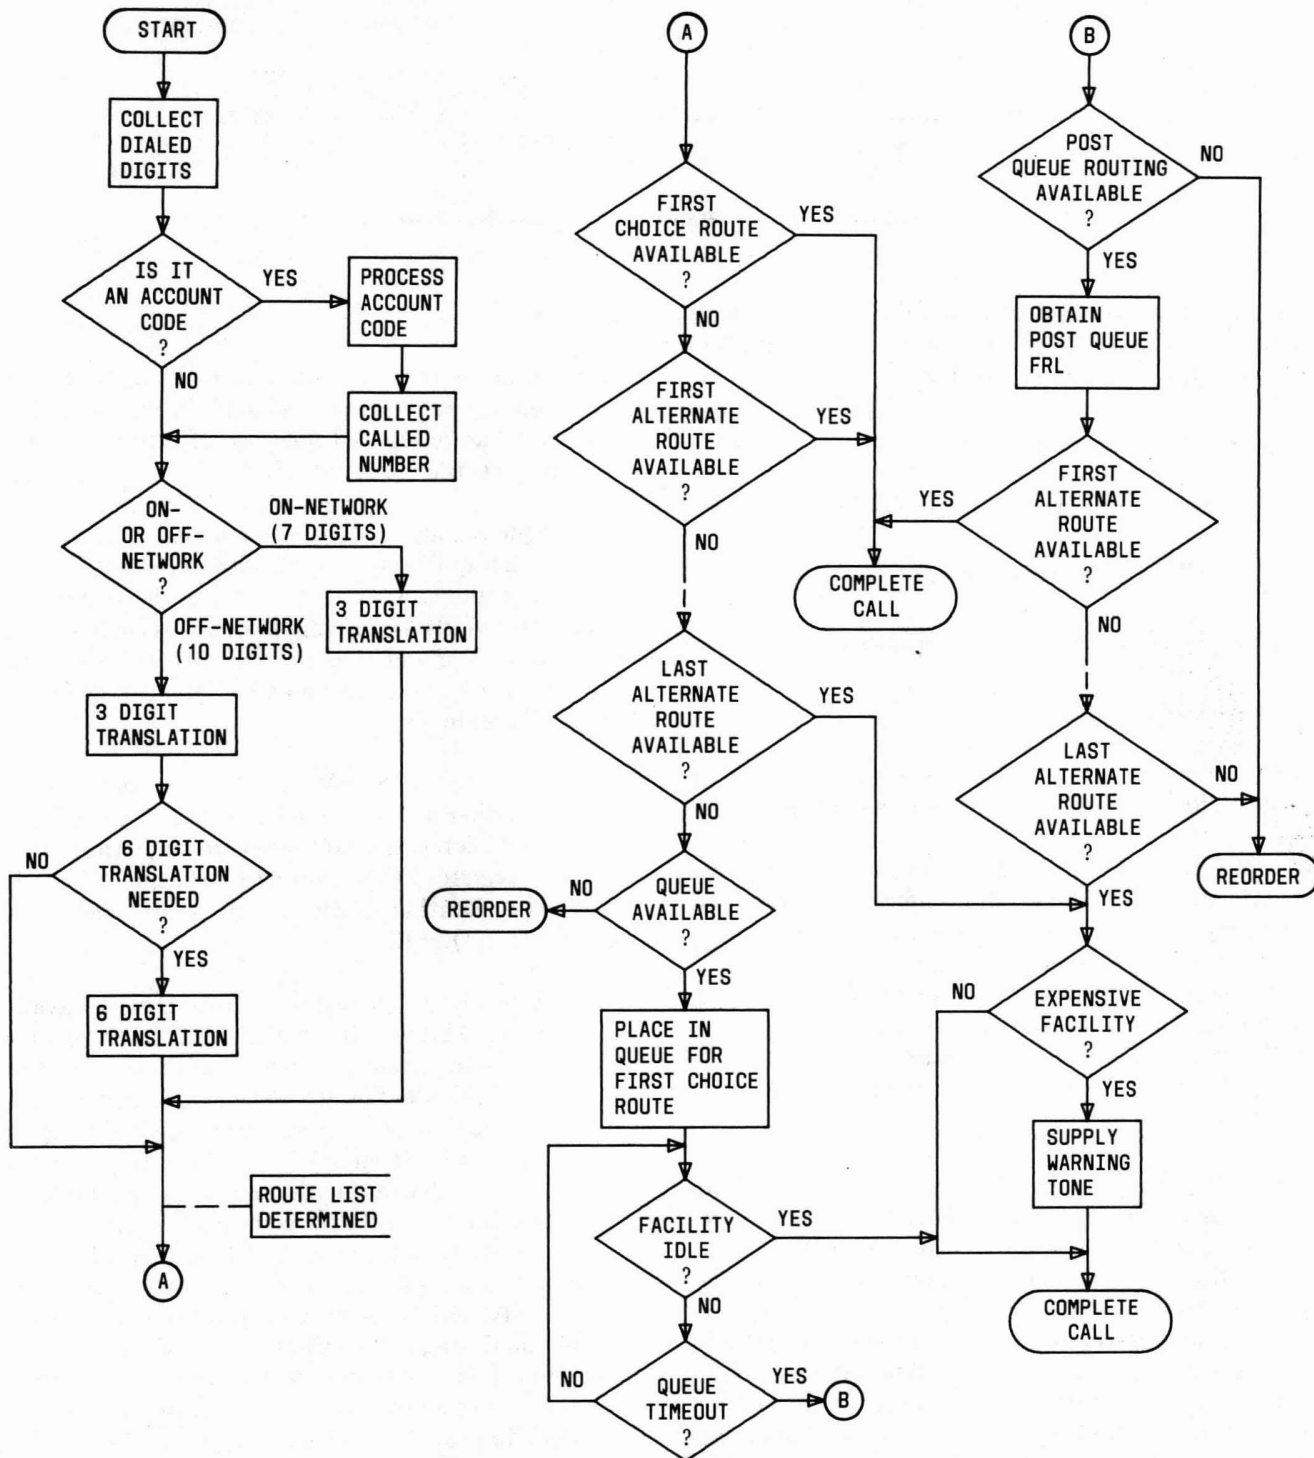 START
COLLECT
DIALED
DIGITS
IS IT
AN ACCOUNT
CODE
?
YES
PROCESS
ACCOUNT
CODE
NO
COLLECT
CALLED
NUMBER
ON-
OR OFF-
NETWORK
?
ON-NETWORK
(7 DIGITS)
3 DIGIT
TRANSLATION
OFF-NETWORK
(10 DIGITS)
3 DIGIT
TRANSLATION
6 DIGIT
TRANSLATION
NEEDED
?
NO
YES
6 DIGIT
TRANSLATION
ROUTE LIST
DETERMINED
A
A
FIRST
CHOICE ROUTE
AVAILABLE
?
YES
NO
FIRST
ALTERNATE
ROUTE
AVAILABLE
?
YES
NO
COMPLETE
CALL
LAST
ALTERNATE
ROUTE
AVAILABLE
?
YES
NO
QUEUE
AVAILABLE
?
NO
REORDER
YES
PLACE IN
QUEUE FOR
FIRST CHOICE
ROUTE
FACILITY
IDLE
?
YES
NO
QUEUE
TIMEOUT
?
NO
YES
B
B
POST
QUEUE ROUTING
AVAILABLE
?
NO
YES
OBTAIN
POST QUEUE
FRL
FIRST
ALTERNATE
ROUTE
AVAILABLE
?
YES
NO
LAST
ALTERNATE
ROUTE
AVAILABLE
?
NO
REORDER
YES
EXPENSIVE
FACILITY
?
NO
YES
SUPPLY
WARNING
TONE
COMPLETE
CALL